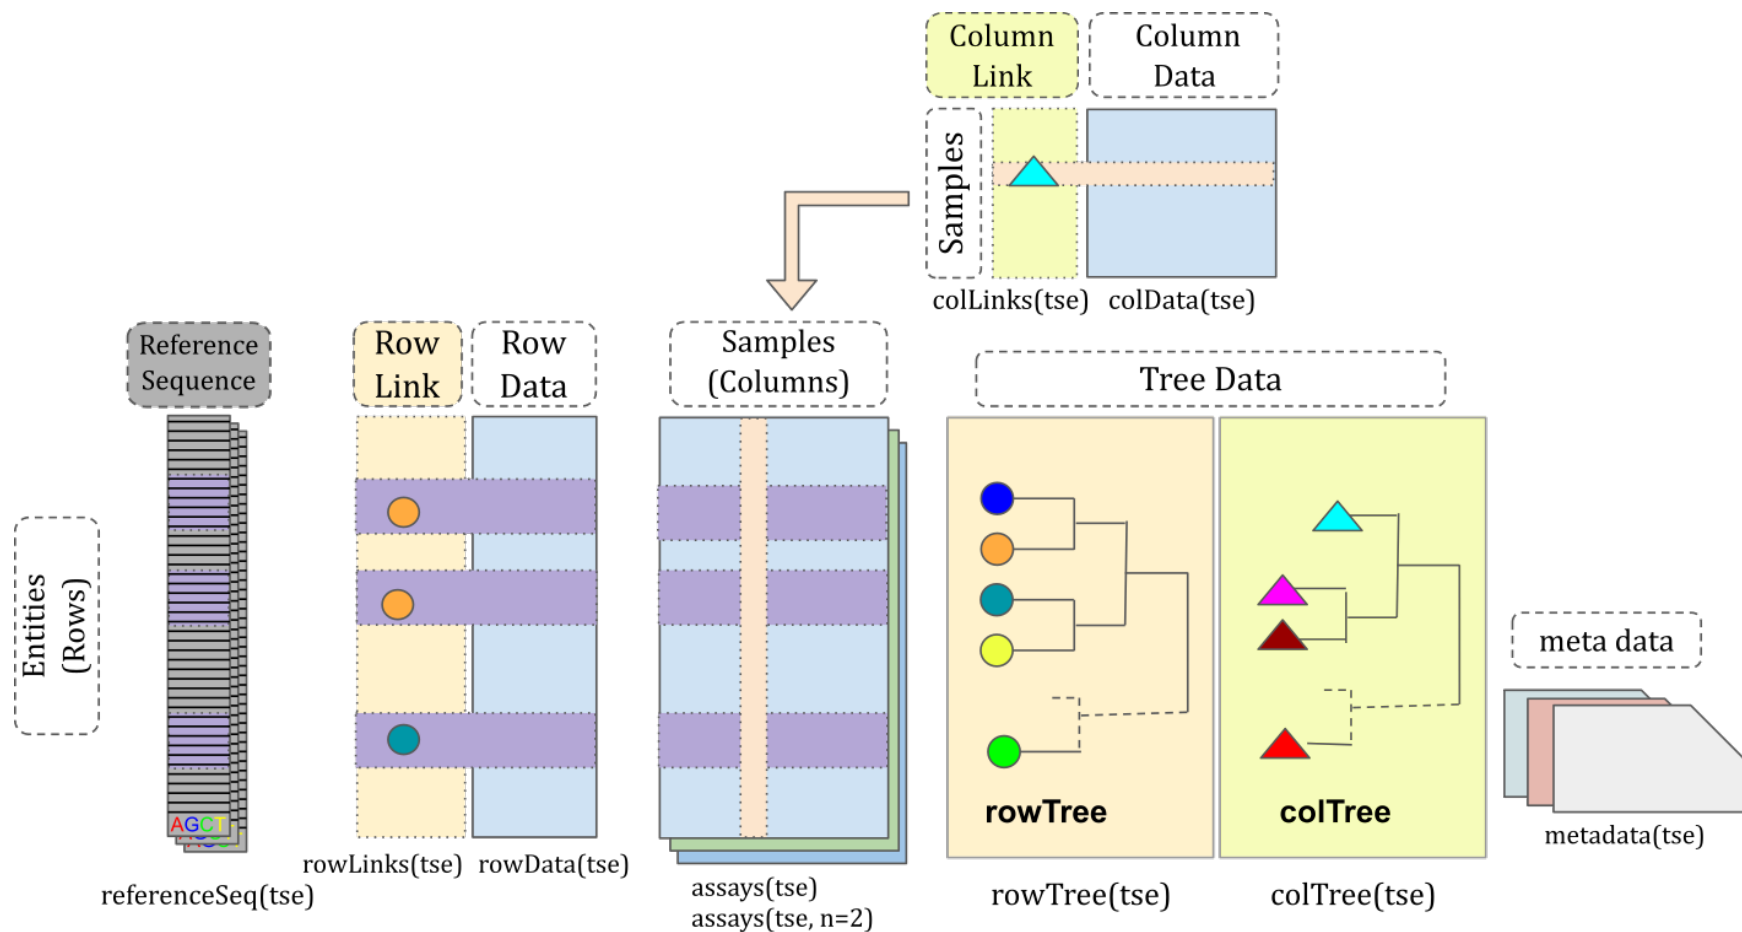 Column
Link
Column
Data
Samples
colLinks(tse)
colData(tse)
Reference
Sequence
Row
Link
Row
Data
Samples
(Columns)
Tree Data
Entities
(Rows)
meta data
rowTree
colTree
AGCT
AGCT
metadata(tse)
rowLinks(tse)
rowData(tse)
referenceSeq(tse)
assays(tse)
assays(tse, n=2)
rowTree(tse)
colTree(tse)